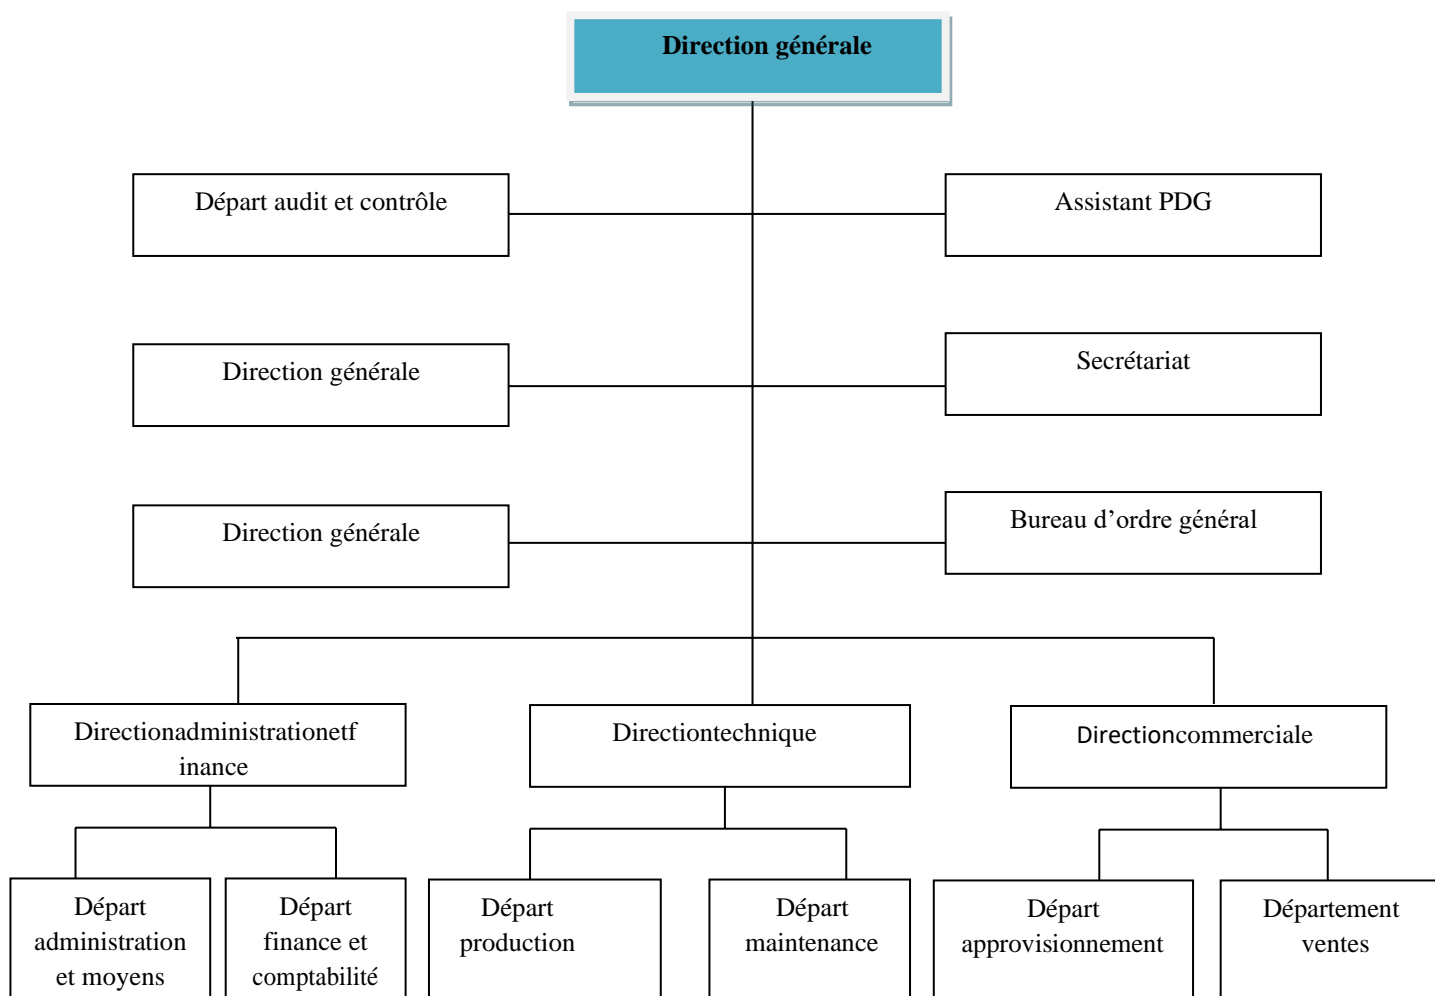 Direction générale
Départ audit et contrôle
Assistant PDG
Direction générale
Secrétariat
Direction générale
Bureau d’ordre général
Directionadministrationetf
inance
Directiontechnique
Directioncommerciale
Départ
administration
et moyens
Départ
finance et
comptabilité
Départ
production
Départ
maintenance
Départ
approvisionnement
Département
ventes